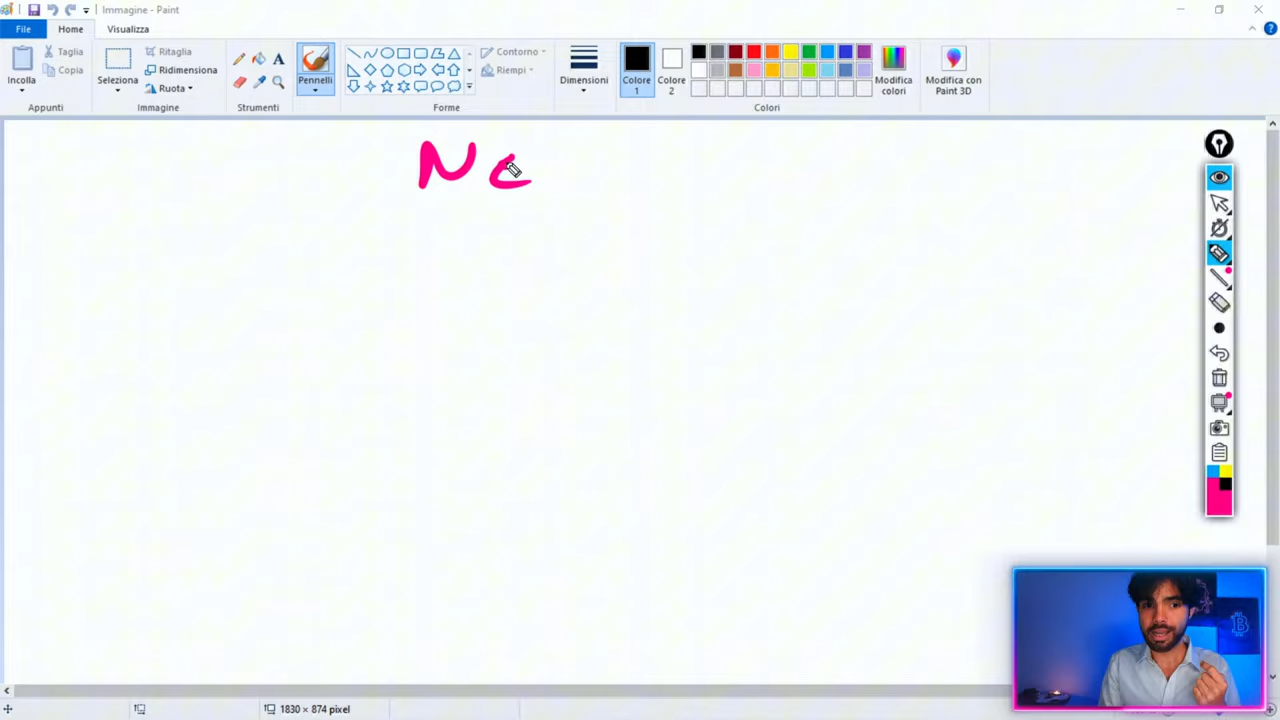 Immagine - Paint
File Home Visualizza
Incolla
Taglia
Copia
Appunti
Seleziona
Ritaglia
Ridimensiona
Ruota
Immagine
A
Strumenti
Pennelli
Contorno
Riempi
Forme
Dimensioni
Colore
1
Colore
2
Colori
Modifica
colori
Modifica con
Paint 3D
Ne
1830 × 874 pixel